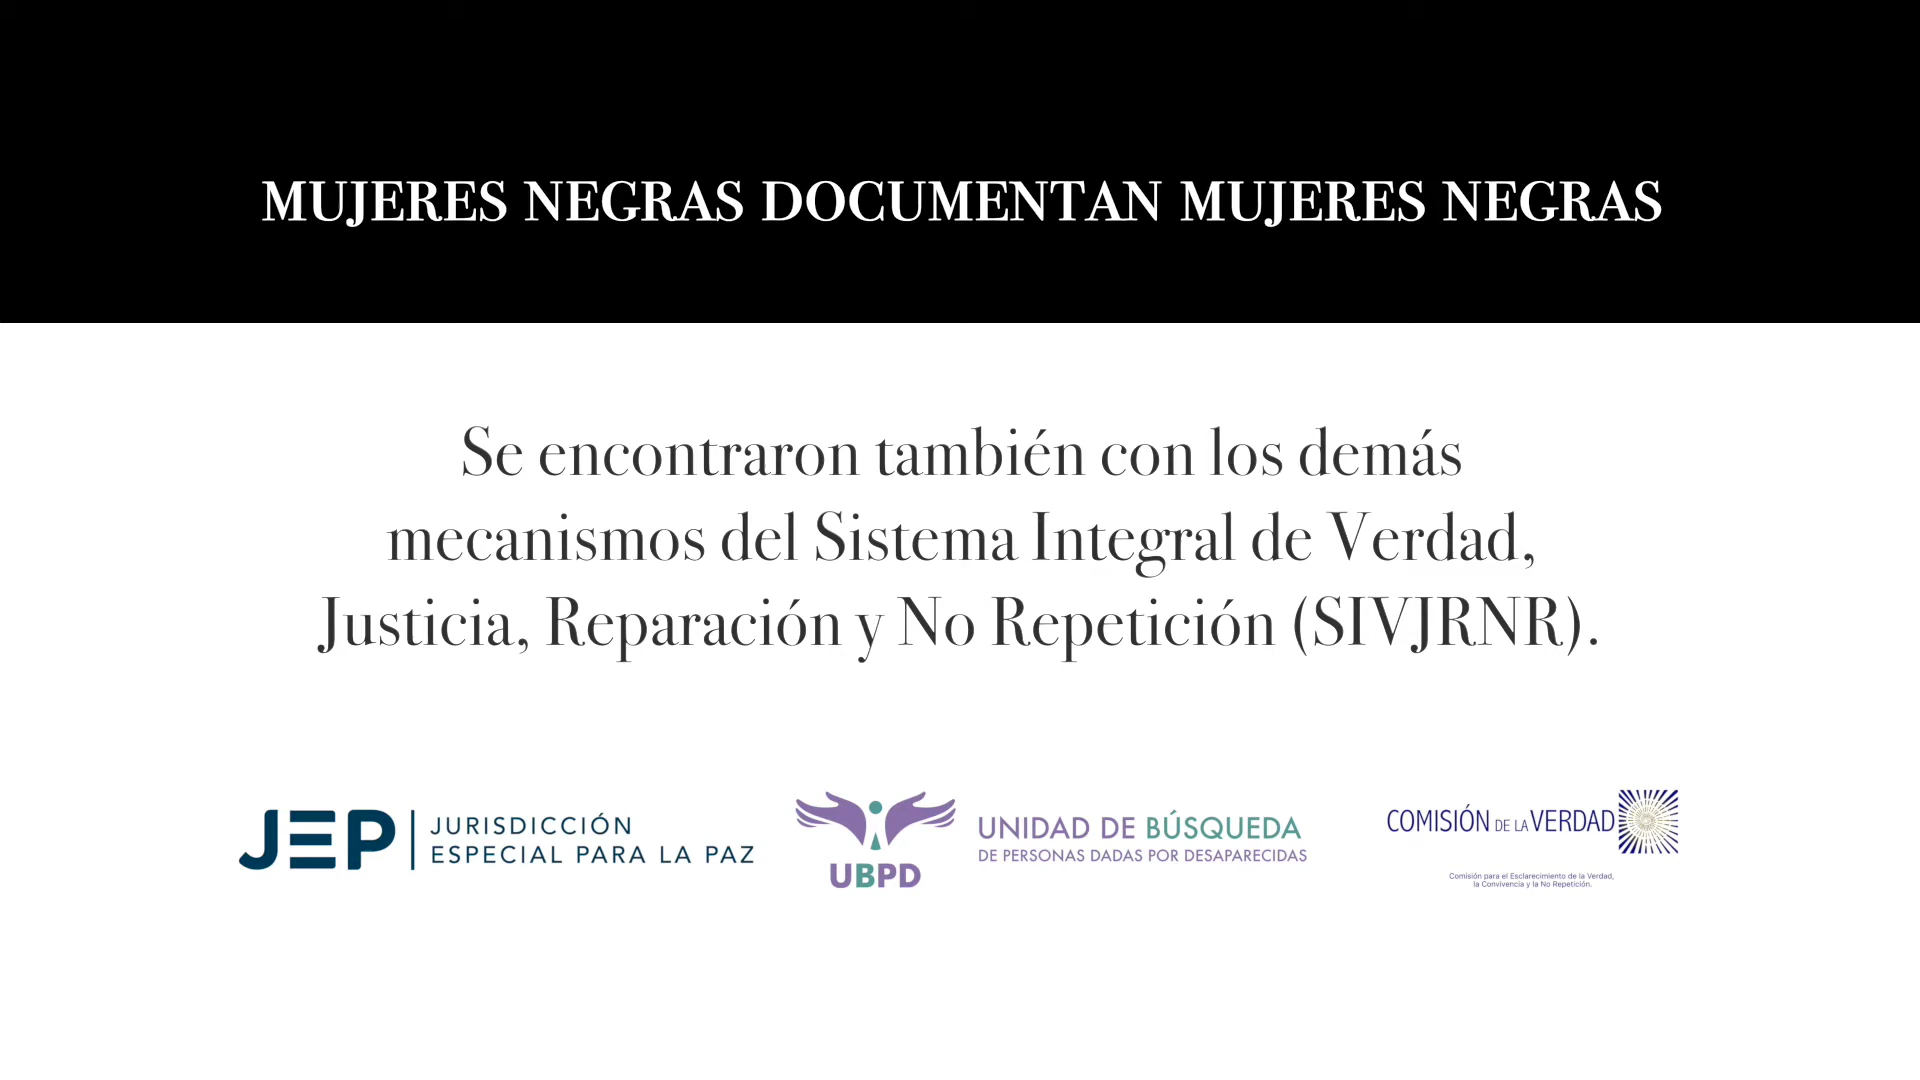 MUJERES NEGRAS DOCUMENTAN MUJERES NEGRAS
Se encontraron también con los demás
mecanismos del Sistema Integral de Verdad,
Justicia, Reparación y No Repetición (SIVJRNR).
JEP
JURISDICCIÓN
ESPECIAL PARA LA PAZ
UBPD
UNIDAD DE BÚSQUEDA
DE PERSONAS DADAS POR DESAPARECIDAS
COMISIÓN DE LA VERDAD
Comisión para el Esclarecimiento de la Verdad,
la Convivencia y la No Repetición.